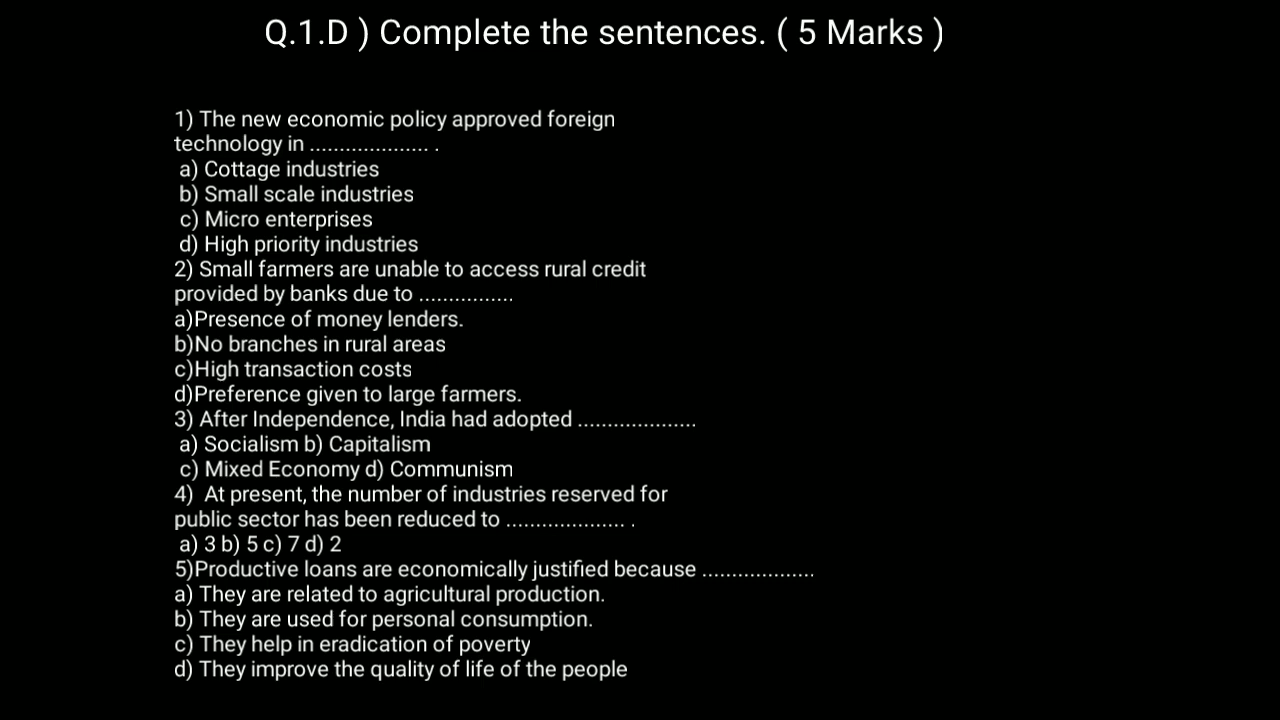 Q.1.D ) Complete the sentences. ( 5 Marks )
1) The new economic policy approved foreign
technology in .................... .
a) Cottage industries
b) Small scale industries
c) Micro enterprises
d) High priority industries
2) Small farmers are unable to access rural credit
provided by banks due to ................
a)Presence of money lenders.
b)No branches in rural areas
c)High transaction costs
d)Preference given to large farmers.
3) After Independence, India had adopted ....................
a) Socialism b) Capitalism
c) Mixed Economy d) Communism
4)  At present, the number of industries reserved for
public sector has been reduced to .................... .
a) 3 b) 5 c) 7 d) 2
5)Productive loans are economically justified because ...................
a) They are related to agricultural production.
b) They are used for personal consumption.
c) They help in eradication of poverty
d) They improve the quality of life of the people